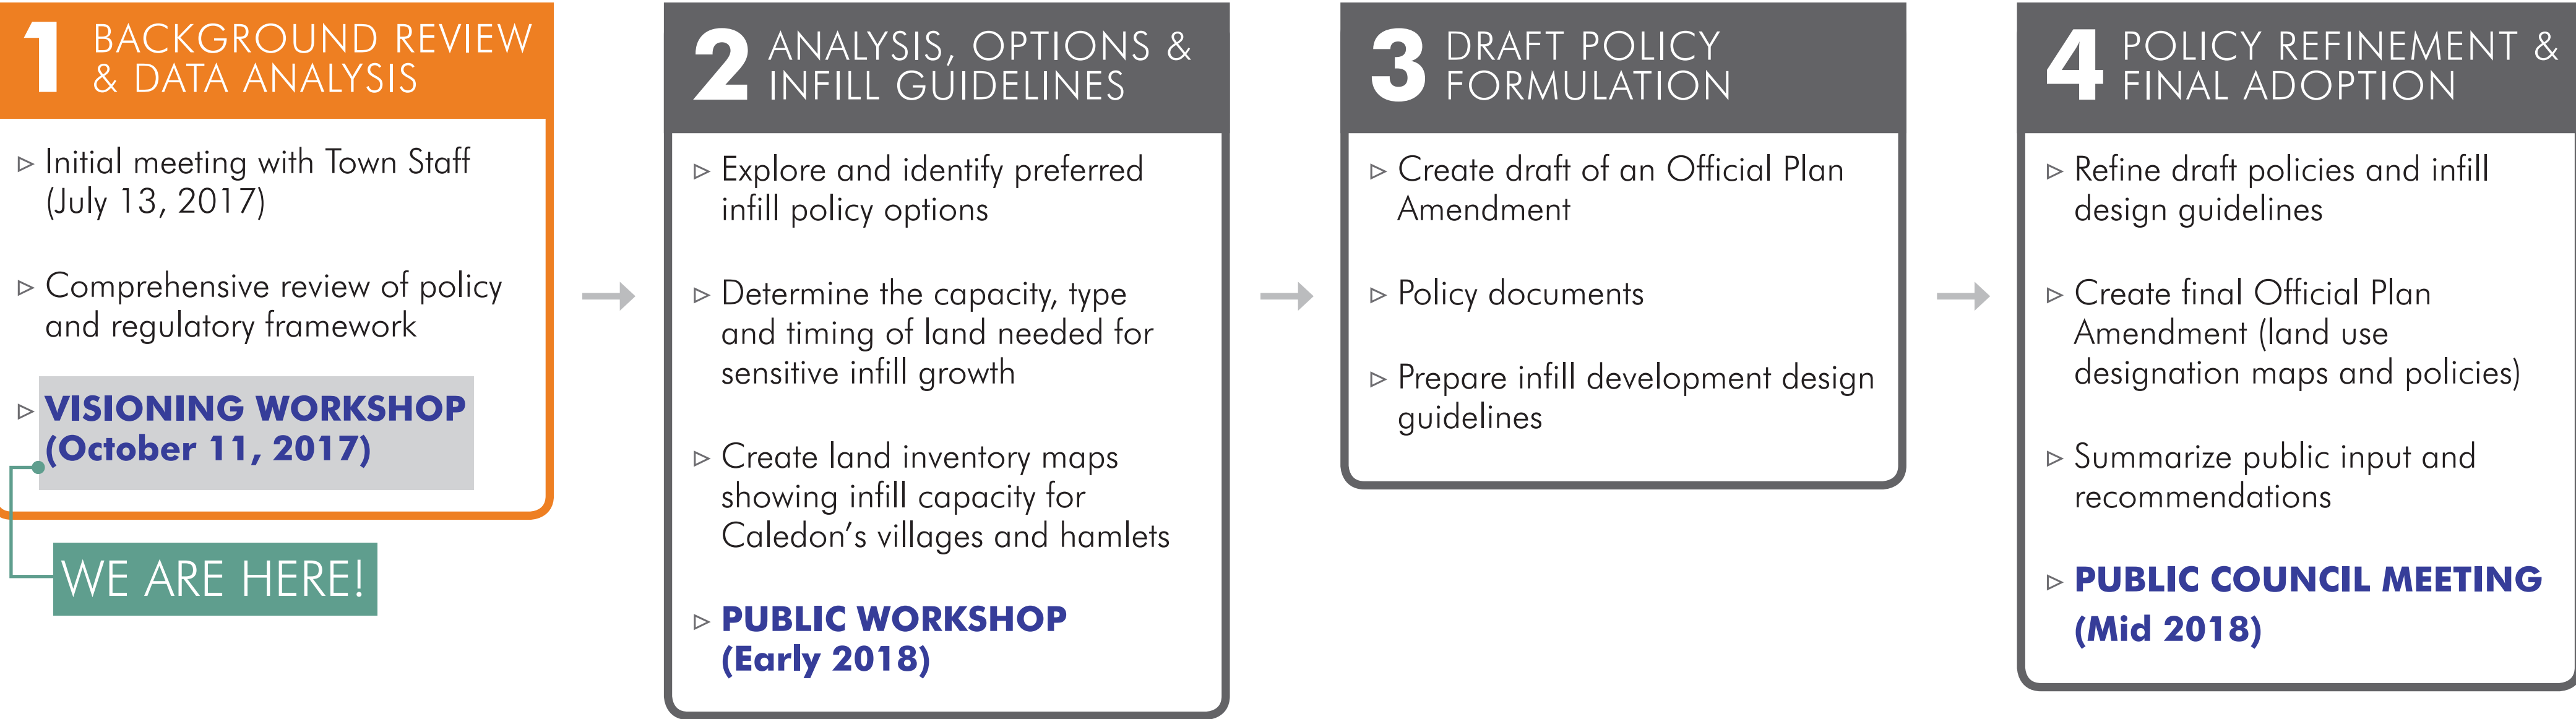 1 BACKGROUND REVIEW
& DATA ANALYSIS
▹ Initial meeting with Town Staff
(July 13, 2017)
▹ Comprehensive review of policy
and regulatory framework
▹ VISIONING WORKSHOP
(October 11, 2017)
WE ARE HERE!
2 ANALYSIS, OPTIONS &
INFILL GUIDELINES
▹ Explore and identify preferred
infill policy options
▹ Determine the capacity, type
and timing of land needed for
sensitive infill growth
▹ Create land inventory maps
showing infill capacity for
Caledon’s villages and hamlets
▹ PUBLIC WORKSHOP
(Early 2018)
3 DRAFT POLICY
FORMULATION
▹ Create draft of an Official Plan
Amendment
▹ Policy documents
▹ Prepare infill development design
guidelines
4 POLICY REFINEMENT &
FINAL ADOPTION
▹ Refine draft policies and infill
design guidelines
▹ Create final Official Plan
Amendment (land use
designation maps and policies)
▹ Summarize public input and
recommendations
▹ PUBLIC COUNCIL MEETING
(Mid 2018)